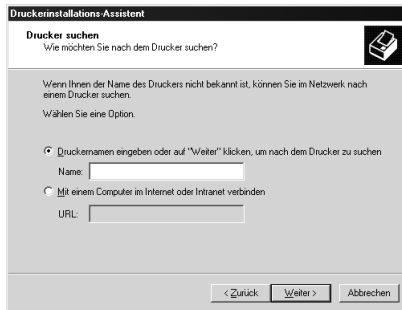 Druckerinstallations-Assistent
Drucker suchen
Wie möchten Sie nach dem Drucker suchen?
Wenn Ihnen der Name des Druckers nicht bekannt ist, können Sie im Netzwerk nach
einem Drucker suchen.
Wählen Sie eine Option.
Druckernamen eingeben oder auf "Weiter" klicken, um nach dem Drucker zu suchen
Name:
Mit einem Computer im Internet oder Intranet verbinden
URL:
< Zurück
Weiter >
Abbrechen